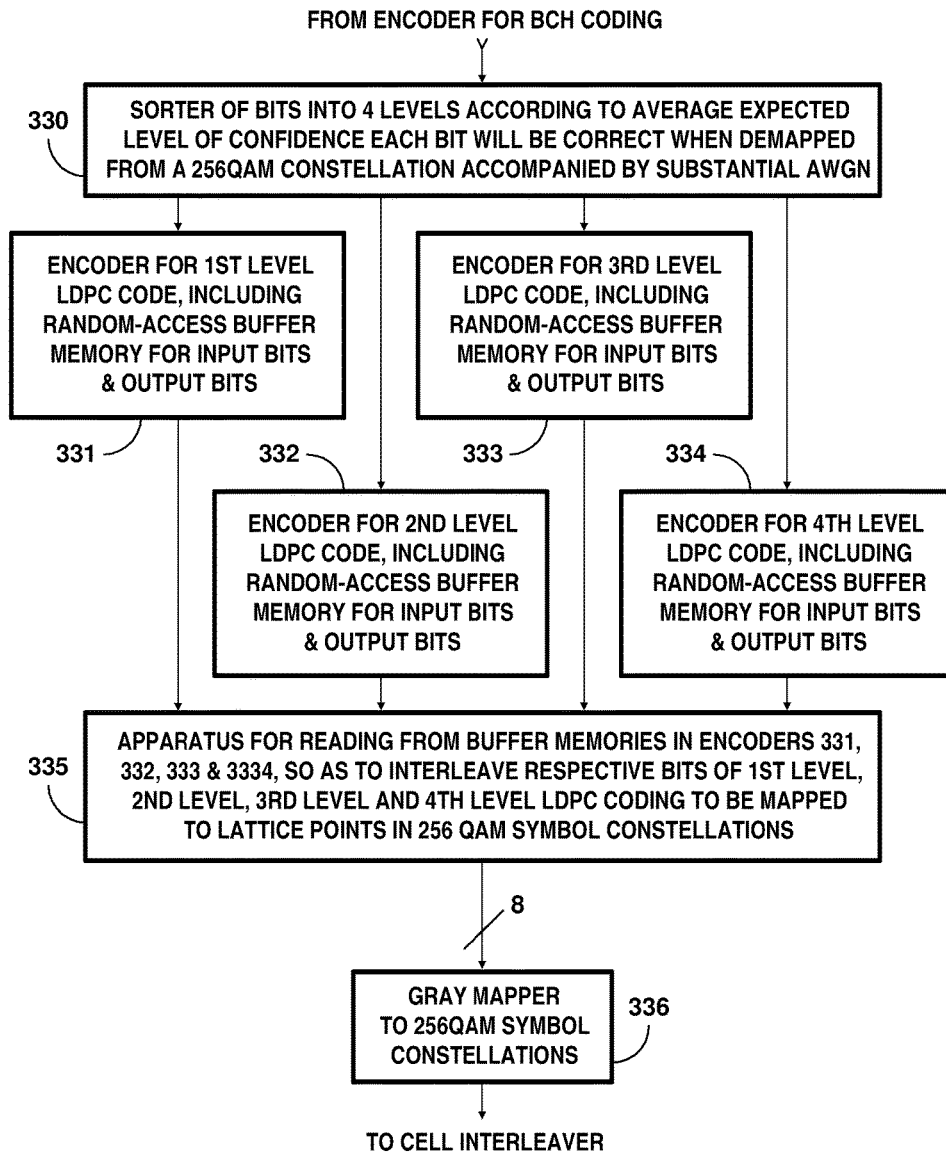 FROM ENCODER FOR BCH CODING
Y
330
SORTER OF BITS INTO 4 LEVELS ACCORDING TO AVERAGE EXPECTED
LEVEL OF CONFIDENCE EACH BIT WILL BE CORRECT WHEN DEMAPPED
FROM A 256QAM CONSTELLATION ACCOMPANIED BY SUBSTANTIAL AWGN
ENCODER FOR 1ST LEVEL
LDPC CODE, INCLUDING
RANDOM-ACCESS BUFFER
MEMORY FOR INPUT BITS
& OUTPUT BITS
331
ENCODER FOR 3RD LEVEL
LDPC CODE, INCLUDING
RANDOM-ACCESS BUFFER
MEMORY FOR INPUT BITS
& OUTPUT BITS
333
332
ENCODER FOR 2ND LEVEL
LDPC CODE, INCLUDING
RANDOM-ACCESS BUFFER
MEMORY FOR INPUT BITS
& OUTPUT BITS
334
ENCODER FOR 4TH LEVEL
LDPC CODE, INCLUDING
RANDOM-ACCESS BUFFER
MEMORY FOR INPUT BITS
& OUTPUT BITS
335
APPARATUS FOR READING FROM BUFFER MEMORIES IN ENCODERS 331,
332, 333 & 3334, SO AS TO INTERLEAVE RESPECTIVE BITS OF 1ST LEVEL,
2ND LEVEL, 3RD LEVEL AND 4TH LEVEL LDPC CODING TO BE MAPPED
TO LATTICE POINTS IN 256 QAM SYMBOL CONSTELLATIONS
8
GRAY MAPPER
TO 256QAM SYMBOL
CONSTELLATIONS
336
TO CELL INTERLEAVER